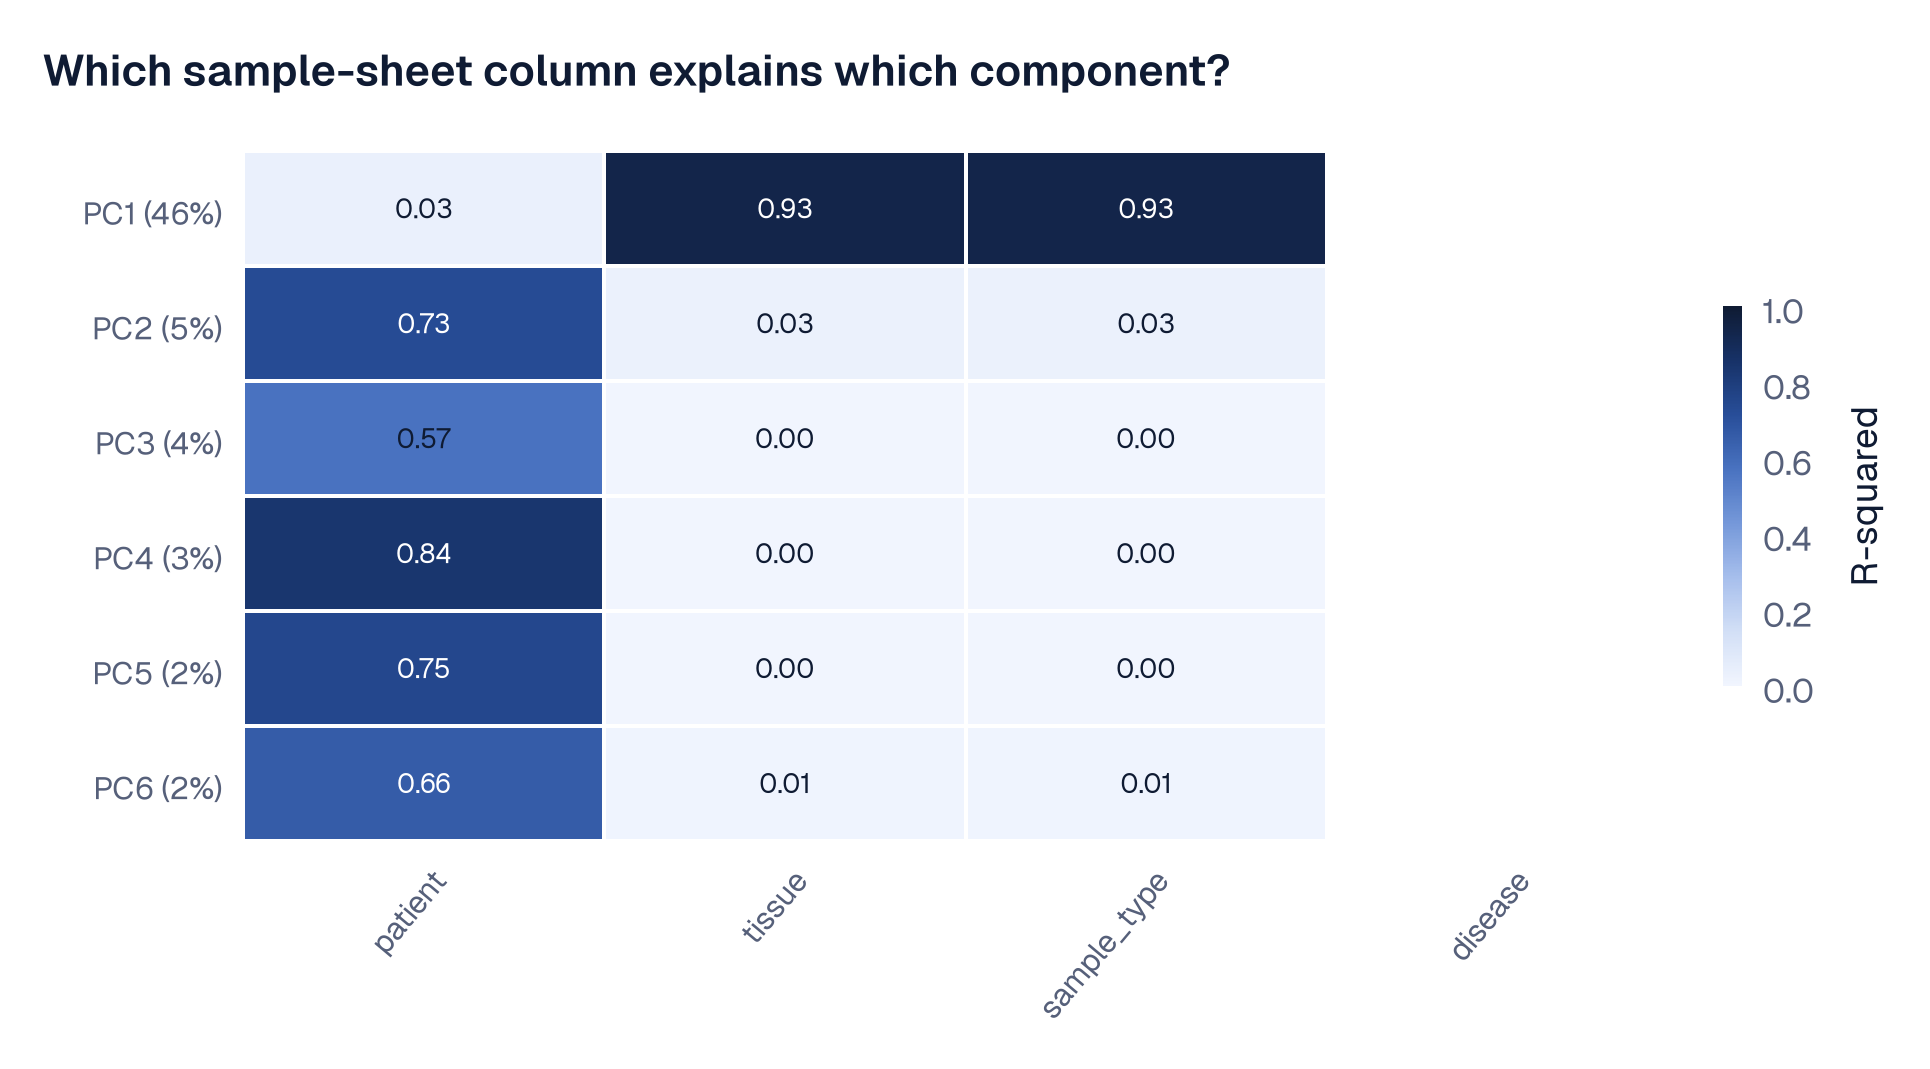 Which sample-sheet column explains which component?
PC1 (46%) 0.03 0.93 0.93
PC2 (5%) 0.73 0.03 0.03
PC3 (4%) 0.57 0.00 0.00
PC4 (3%) 0.84 0.00 0.00
PC5 (2%) 0.75 0.00 0.00
PC6 (2%) 0.66 0.01 0.01
patient tissue sample_type disease
1.0
0.8
0.6
0.4
0.2
0.0
R-squared